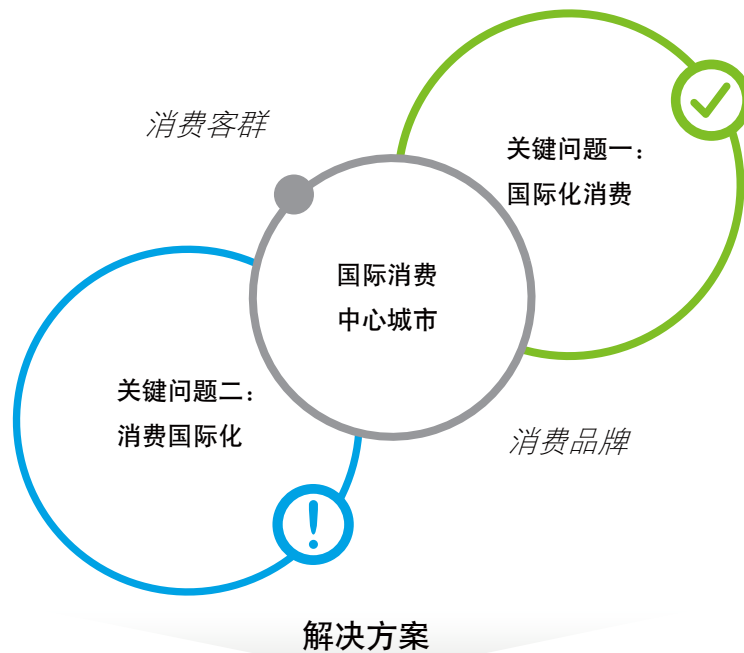 消费客群
关键问题一：
国际化消费
国际消费
中心城市
关键问题二：
消费国际化
消费品牌
解决方案